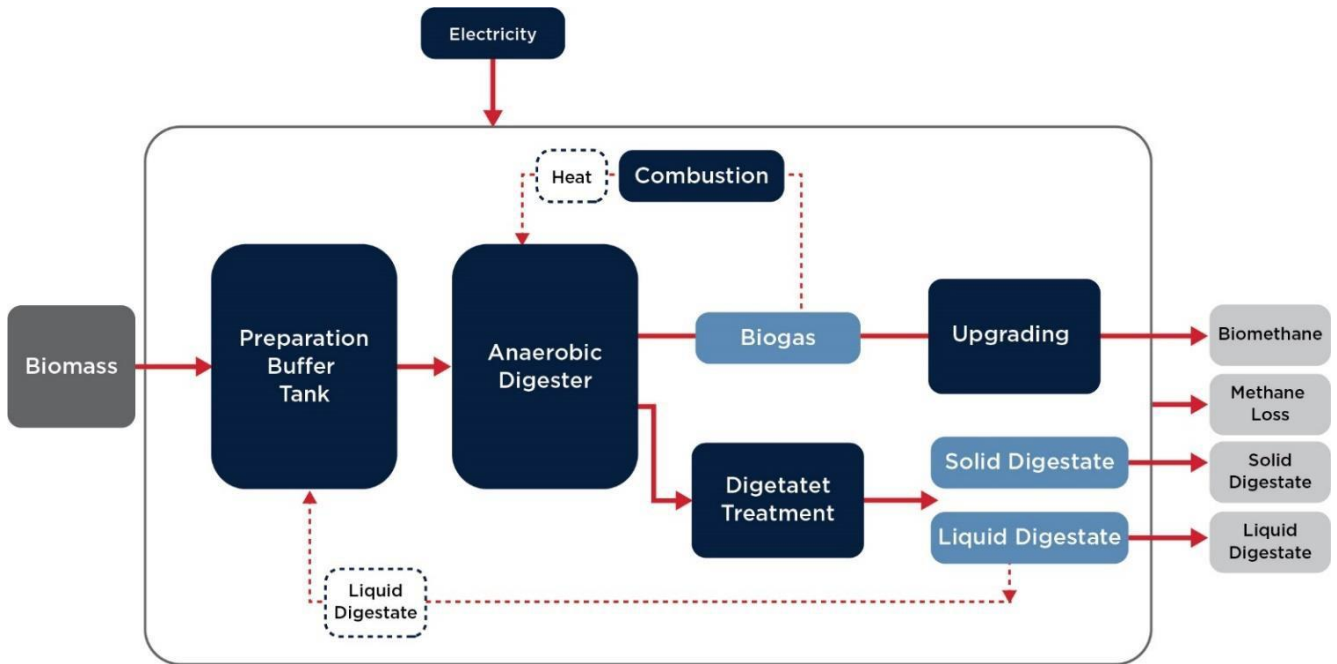 Electricity
Heat
Combustion
Biomass
Preparation
Buffer
Tank
Anaerobic
Digester
Biogas
Upgrading
Biomethane
Methane
Loss
Digetatet
Treatment
Solid Digestate
Solid
Digestate
Liquid Digestate
Liquid
Digestate
Liquid
Digestate